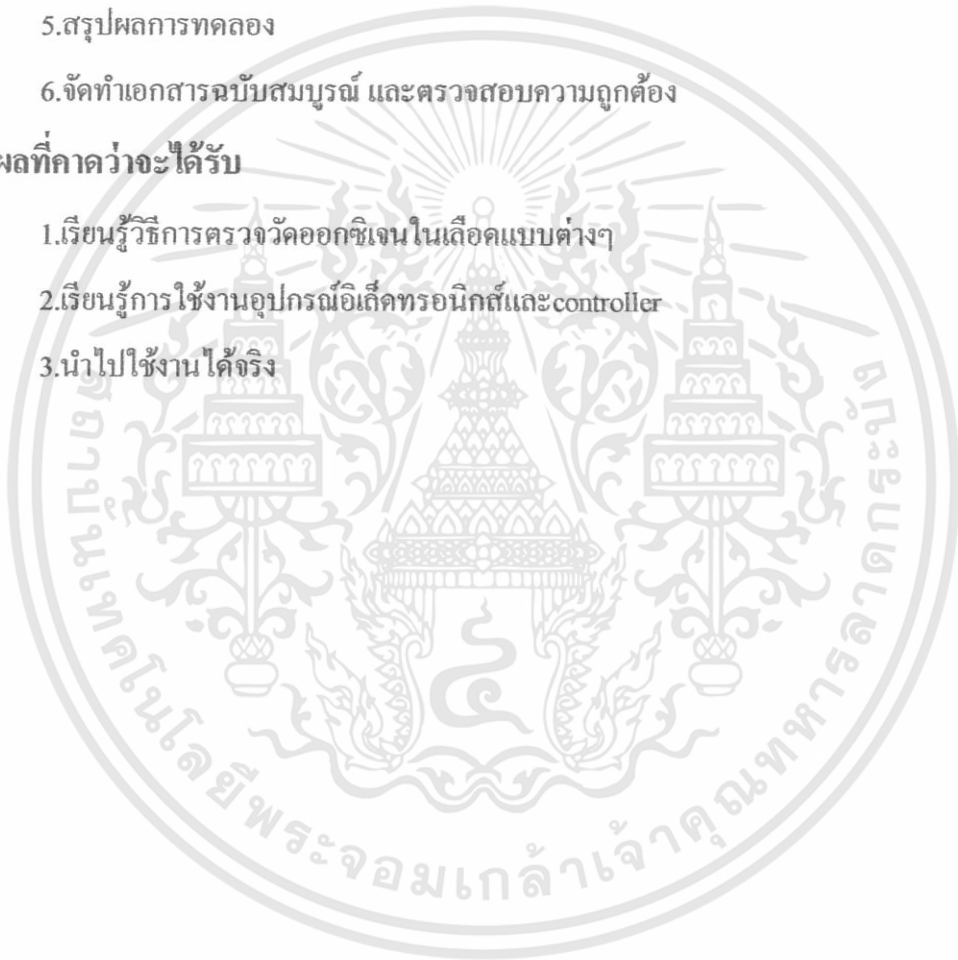 5.สรุปผลการทดลอง
6.จัดทำเอกสารฉบับสมบูรณ์ และตรวจสอบความถูกต้อง
ผลที่คาดว่าจะได้รับ
1.เรียนรู้วิธีการตรวจวัดออกซิเจนในเลือดแบบต่างๆ
2.เรียนรู้การใช้งานอุปกรณ์อิเล็คทรอนิกส์และcontroller
3.นำไปใช้งานได้จริง
สถาบันเทคโนโลยีพระจอมเกล้าเจ้าคุณทหารลาดกระบัง